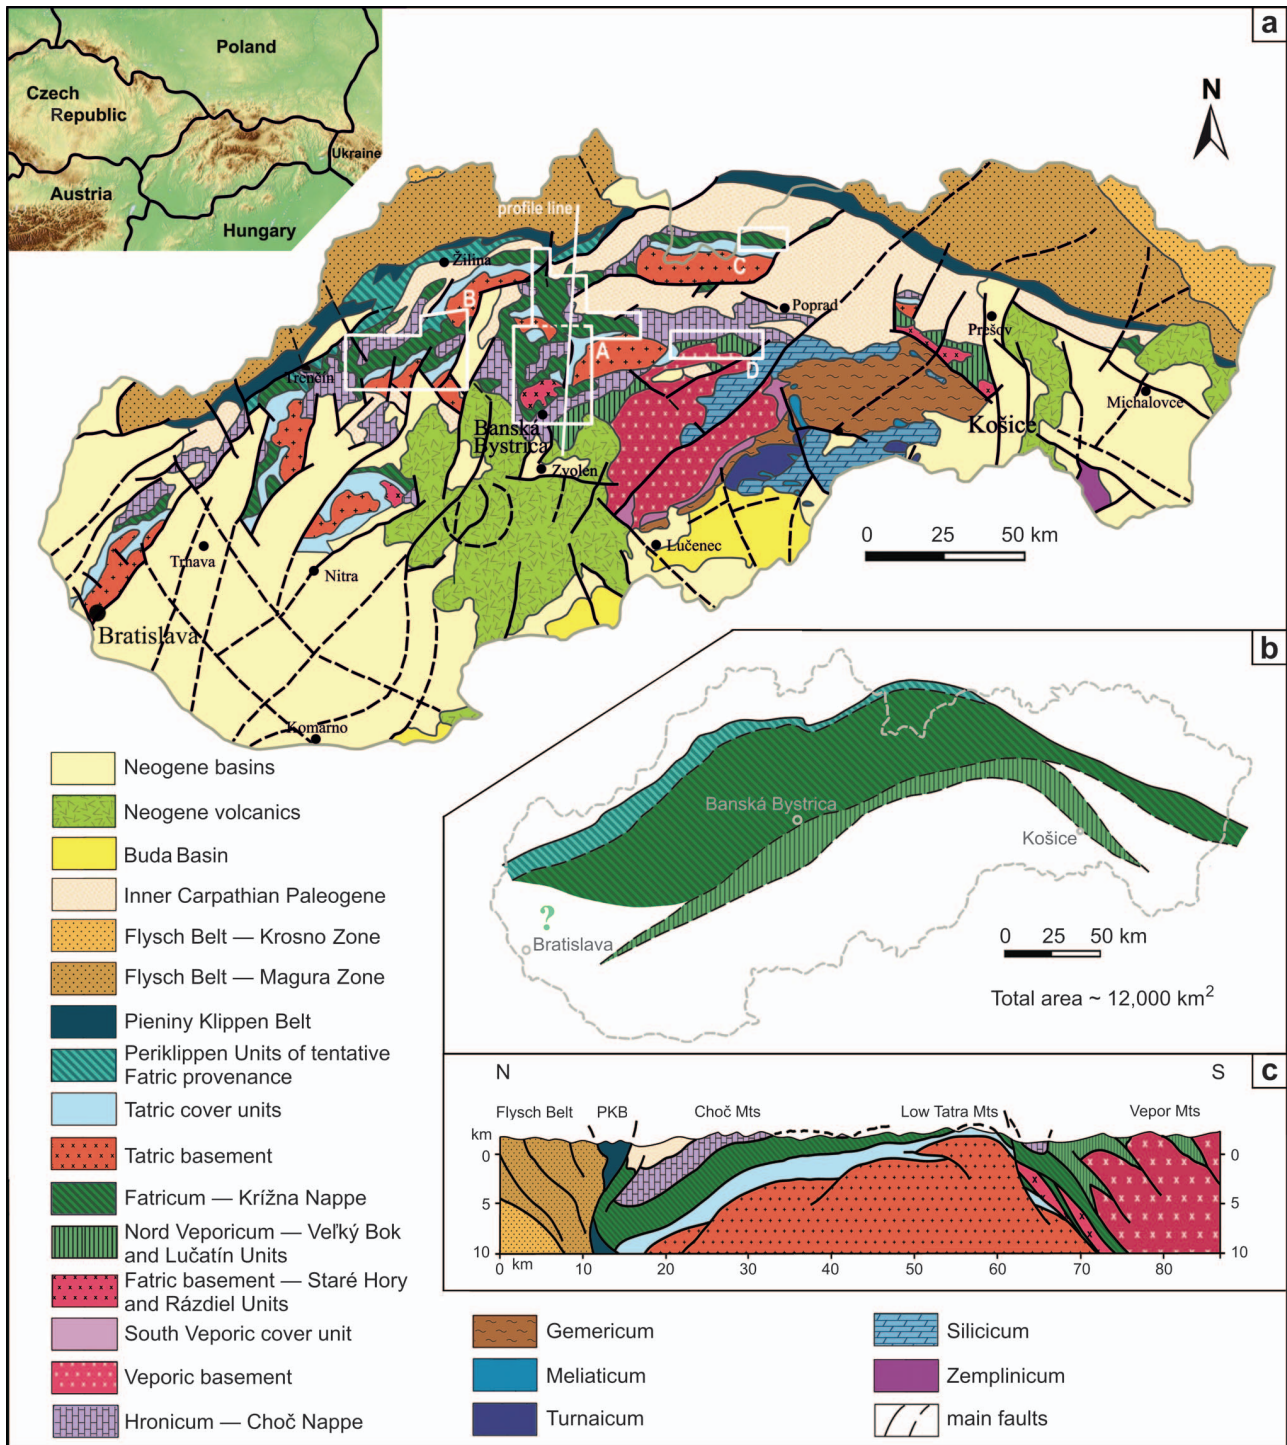 a
Poland
Czech
Republic
Ukraine
Austria
Hungary
N
profile line
Žilina
B
C
Poprad
A
D
Trenčín
Prešov
Michalovce
Banská
Bystrica
Košice
Zvolen
0 25 50 km
Lučenec
Trnava
Nitra
Bratislava
Komárno
b
Banská Bystrica
Košice
?
Bratislava
0 25 50 km
Total area ~ 12,000 km2
Neogene basins
Neogene volcanics
Buda Basin
Inner Carpathian Paleogene
Flysch Belt — Krosno Zone
Flysch Belt — Magura Zone
Pieniny Klippen Belt
Periklippen Units of tentative
Fatric provenance
Tatric cover units
Tatric basement
Fatricum — Krížna Nappe
Nord Veporicum — Veľký Bok
and Lučatín Units
Fatric basement — Staré Hory
and Rázdiel Units
South Veporic cover unit
Veporic basement
Hronicum — Choč Nappe
c
N S
Flysch Belt PKB Choč Mts Low Tatra Mts Vepor Mts
km
0 0
5 5
10 10
0 km 10 20 30 40 50 60 70 80
Gemericum
Meliaticum
Turnaicum
Silicicum
Zemplinicum
main faults